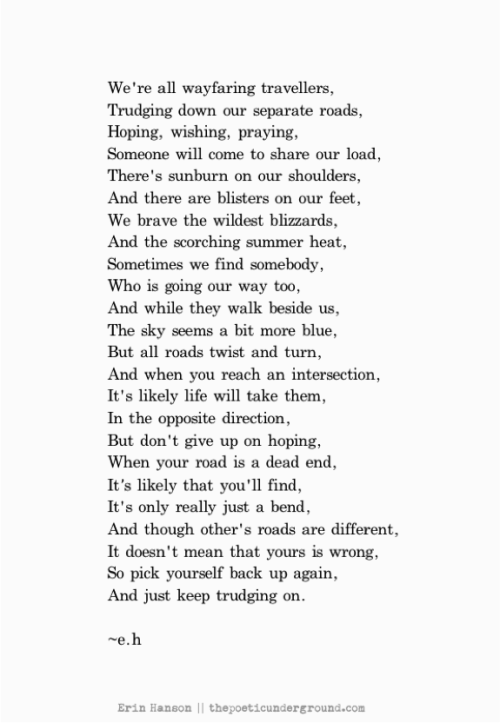 We're all wayfaring travellers,
Trudging down our separate roads,
Hoping, wishing, praying,
Someone will come to share our load,
There's sunburn on our shoulders,
And there are blisters on our feet,
We brave the wildest blizzards,
And the scorching summer heat,
Sometimes we find somebody,
Who is going our way too,
And while they walk beside us,
The sky seems a bit more blue,
But all roads twist and turn,
And when you reach an intersection,
It's likely life will take them,
In the opposite direction,
But don't give up on hoping,
When your road is a dead end,
It's likely that you'll find,
It's only really just a bend,
And though other's roads are different,
It doesn't mean that yours is wrong,
So pick yourself back up again,
And just keep trudging on.
~e.h
Erin Hanson || thepoeticunderground.com